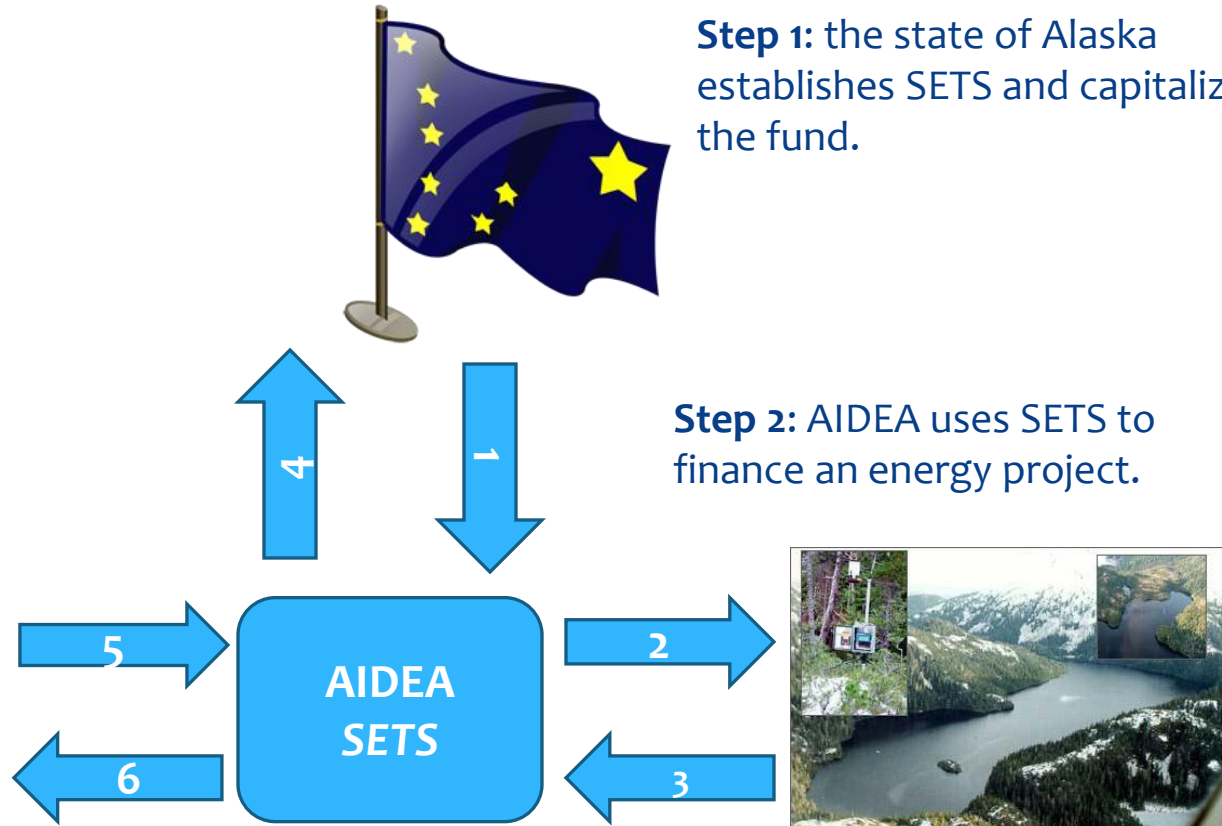 Step 1: the state of Alaska
establishes SETS and capitaliz
the fund.
4
1
Step 2: AIDEA uses SETS to
finance an energy project.
5
2
AIDEA
SETS
6
3